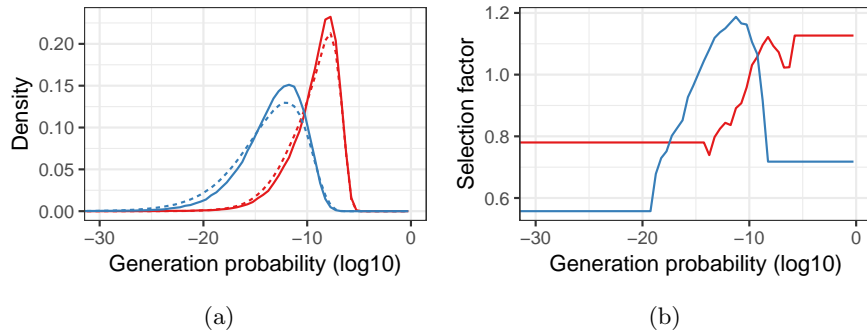 0.20
0.15
0.10
0.05
0.00
Density
−30
−20
−10
0
Generation probability (log10)
(a)
1.2
1.0
0.8
0.6
Selection factor
−30
−20
−10
0
Generation probability (log10)
(b)